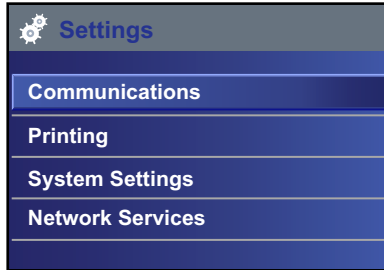 Settings
Communications
Printing
System Settings
Network Services